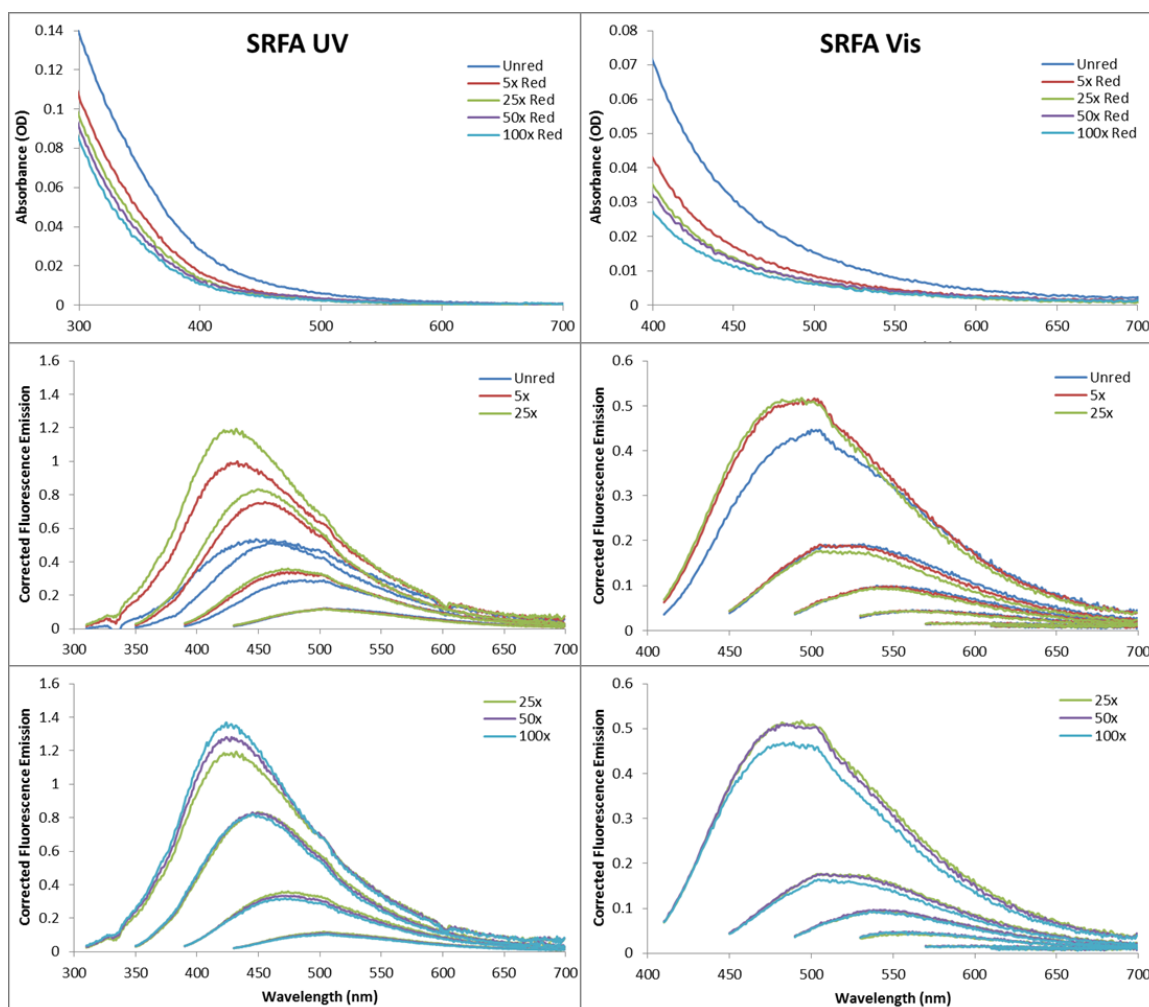 SRFA UV
Unred
5x Red
25x Red
50x Red
100x Red
Absorbance (OD)
0.14
0.12
0.1
0.08
0.06
0.04
0.02
0
300 400 500 600 700
SRFA Vis
Unred
5x Red
25x Red
50x Red
100x Red
Absorbance (OD)
0.08
0.07
0.06
0.05
0.04
0.03
0.02
0.01
0
400 450 500 550 600 650 700
Unred
5x
25x
Corrected Fluorescence Emission
1.6
1.4
1.2
1
0.8
0.6
0.4
0.2
0
300 350 400 450 500 550 600 650 700
Unred
5x
25x
Corrected Fluorescence Emission
0.6
0.5
0.4
0.3
0.2
0.1
0
400 450 500 550 600 650 700
25x
50x
100x
Corrected Fluorescence Emission
1.6
1.4
1.2
1
0.8
0.6
0.4
0.2
0
300 350 400 450 500 550 600 650 700
Wavelength (nm)
25x
50x
100x
Corrected Fluorescence Emission
0.6
0.5
0.4
0.3
0.2
0.1
0
400 450 500 550 600 650 700
Wavelength (nm)